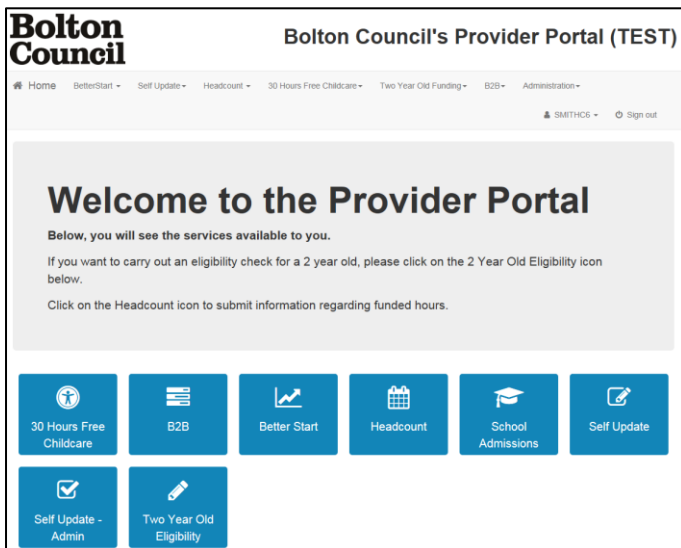 Bolton
Council
Bolton Council's Provider Portal (TEST)
Home BetterStart Self Update Headcount 30 Hours Free Childcare Two Year Old Funding B2B Administration
SMITHC6 Sign out
Welcome to the Provider Portal
Below, you will see the services available to you.
If you want to carry out an eligibility check for a 2 year old, please click on the 2 Year Old Eligibility icon
below.
Click on the Headcount icon to submit information regarding funded hours.
30 Hours Free
Childcare
B2B
Better Start
Headcount
School
Admissions
Self Update
Self Update -
Admin
Two Year Old
Eligibility